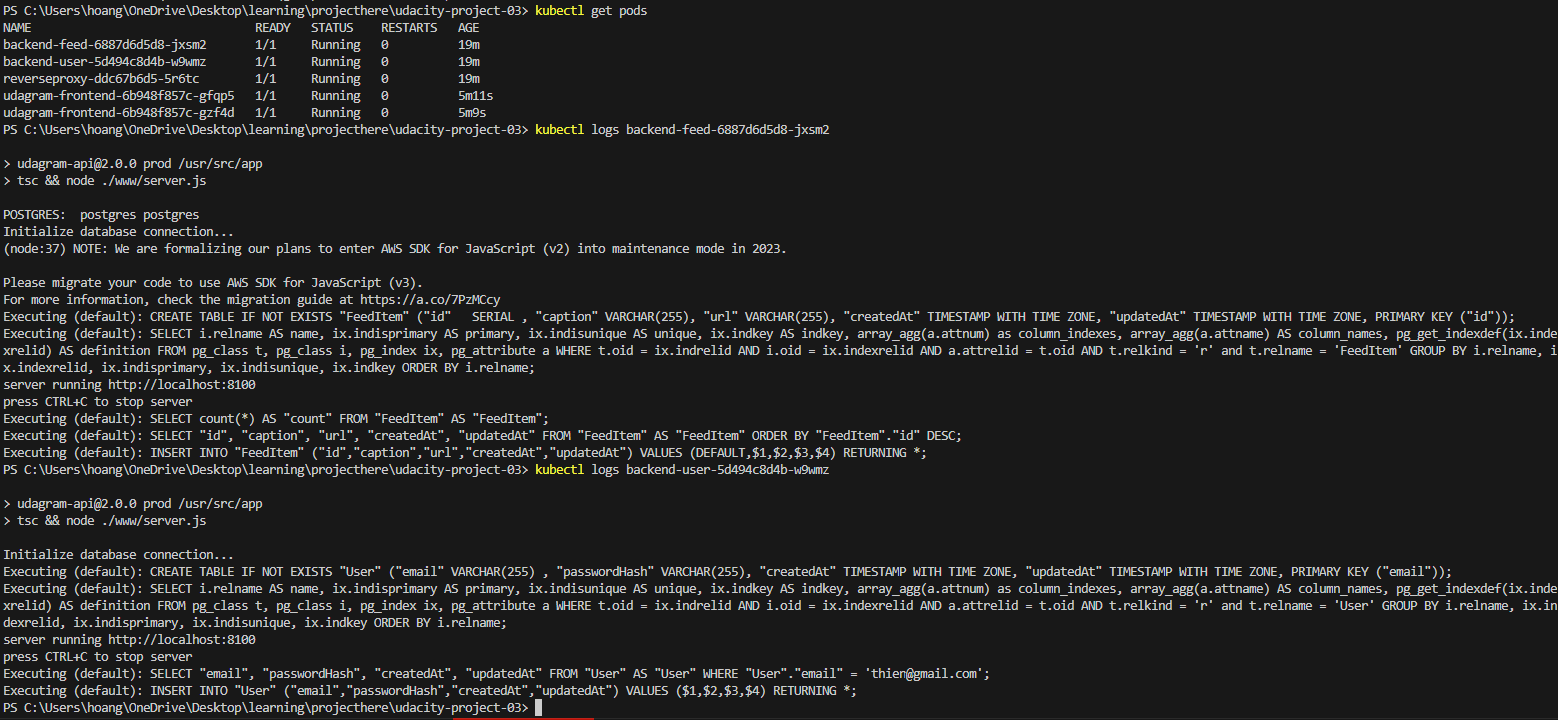 PS C:\Users\hoang\OneDrive\Desktop\learning\projecthere\udacity-project-03> kubectl get pods
NAME                                READY   STATUS    RESTARTS   AGE
backend-feed-6887d6d5d8-jxsm2       1/1     Running   0          19m
backend-user-5d494c8d4b-w9wmz       1/1     Running   0          19m
reverseproxy-ddc67b6d5-5r6tc        1/1     Running   0          19m
udagram-frontend-6b948f857c-gfqp5   1/1     Running   0          5m11s
udagram-frontend-6b948f857c-gzf4d   1/1     Running   0          5m9s
PS C:\Users\hoang\OneDrive\Desktop\learning\projecthere\udacity-project-03> kubectl logs backend-feed-6887d6d5d8-jxsm2
> udagram-api@2.0.0 prod /usr/src/app
> tsc && node ./www/server.js
POSTGRES:  postgres postgres
Initialize database connection...
(node:37) NOTE: We are formalizing our plans to enter AWS SDK for JavaScript (v2) into maintenance mode in 2023.
Please migrate your code to use AWS SDK for JavaScript (v3).
For more information, check the migration guide at https://a.co/7PzMCcy
Executing (default): CREATE TABLE IF NOT EXISTS "FeedItem" ("id"   SERIAL , "caption" VARCHAR(255), "url" VARCHAR(255), "createdAt" TIMESTAMP WITH TIME ZONE, "updatedAt" TIMESTAMP WITH TIME ZONE, PRIMARY KEY ("id"));
Executing (default): SELECT i.relname AS name, ix.indisprimary AS primary, ix.indisunique AS unique, ix.indkey AS indkey, array_agg(a.attnum) as column_indexes, array_agg(a.attname) AS column_names, pg_get_indexdef(ix.inde
xrelid) AS definition FROM pg_class t, pg_class i, pg_index ix, pg_attribute a WHERE t.oid = ix.indrelid AND i.oid = ix.indexrelid AND a.attrelid = t.oid AND t.relkind = 'r' and t.relname = 'FeedItem' GROUP BY i.relname, i
x.indexrelid, ix.indisprimary, ix.indisunique, ix.indkey ORDER BY i.relname;
server running http://localhost:8100
press CTRL+C to stop server
Executing (default): SELECT count(*) AS "count" FROM "FeedItem" AS "FeedItem";
Executing (default): SELECT "id", "caption", "url", "createdAt", "updatedAt" FROM "FeedItem" AS "FeedItem" ORDER BY "FeedItem"."id" DESC;
Executing (default): INSERT INTO "FeedItem" ("id","caption","url","createdAt","updatedAt") VALUES (DEFAULT,$1,$2,$3,$4) RETURNING *;
PS C:\Users\hoang\OneDrive\Desktop\learning\projecthere\udacity-project-03> kubectl logs backend-user-5d494c8d4b-w9wmz
> udagram-api@2.0.0 prod /usr/src/app
> tsc && node ./www/server.js
Initialize database connection...
Executing (default): CREATE TABLE IF NOT EXISTS "User" ("email" VARCHAR(255) , "passwordHash" VARCHAR(255), "createdAt" TIMESTAMP WITH TIME ZONE, "updatedAt" TIMESTAMP WITH TIME ZONE, PRIMARY KEY ("email"));
Executing (default): SELECT i.relname AS name, ix.indisprimary AS primary, ix.indisunique AS unique, ix.indkey AS indkey, array_agg(a.attnum) as column_indexes, array_agg(a.attname) AS column_names, pg_get_indexdef(ix.inde
xrelid) AS definition FROM pg_class t, pg_class i, pg_index ix, pg_attribute a WHERE t.oid = ix.indrelid AND i.oid = ix.indexrelid AND a.attrelid = t.oid AND t.relkind = 'r' and t.relname = 'User' GROUP BY i.relname, ix.in
dexrelid, ix.indisprimary, ix.indisunique, ix.indkey ORDER BY i.relname;
server running http://localhost:8100
press CTRL+C to stop server
Executing (default): SELECT "email", "passwordHash", "createdAt", "updatedAt" FROM "User" AS "User" WHERE "User"."email" = 'thien@gmail.com';
Executing (default): INSERT INTO "User" ("email","passwordHash","createdAt","updatedAt") VALUES ($1,$2,$3,$4) RETURNING *;
PS C:\Users\hoang\OneDrive\Desktop\learning\projecthere\udacity-project-03>